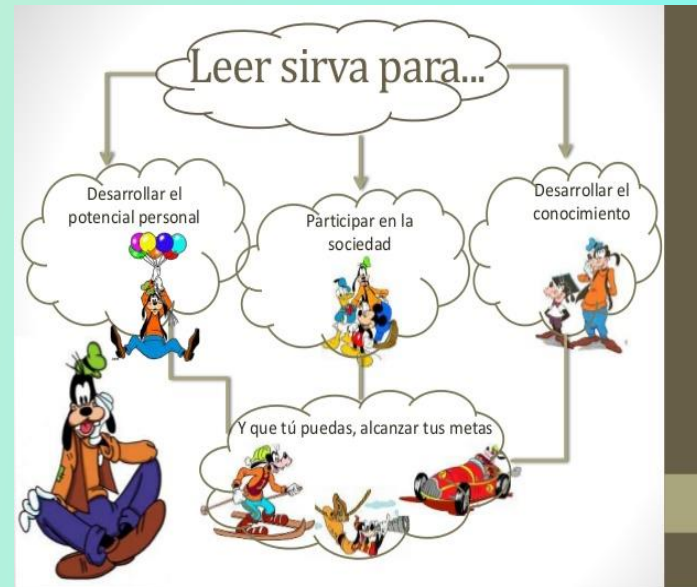 Leer sirva para...
Desarrollar el
potencial personal
Participar en la
sociedad
Desarrollar el
conocimiento
Y que tú puedas, alcanzar tus metas